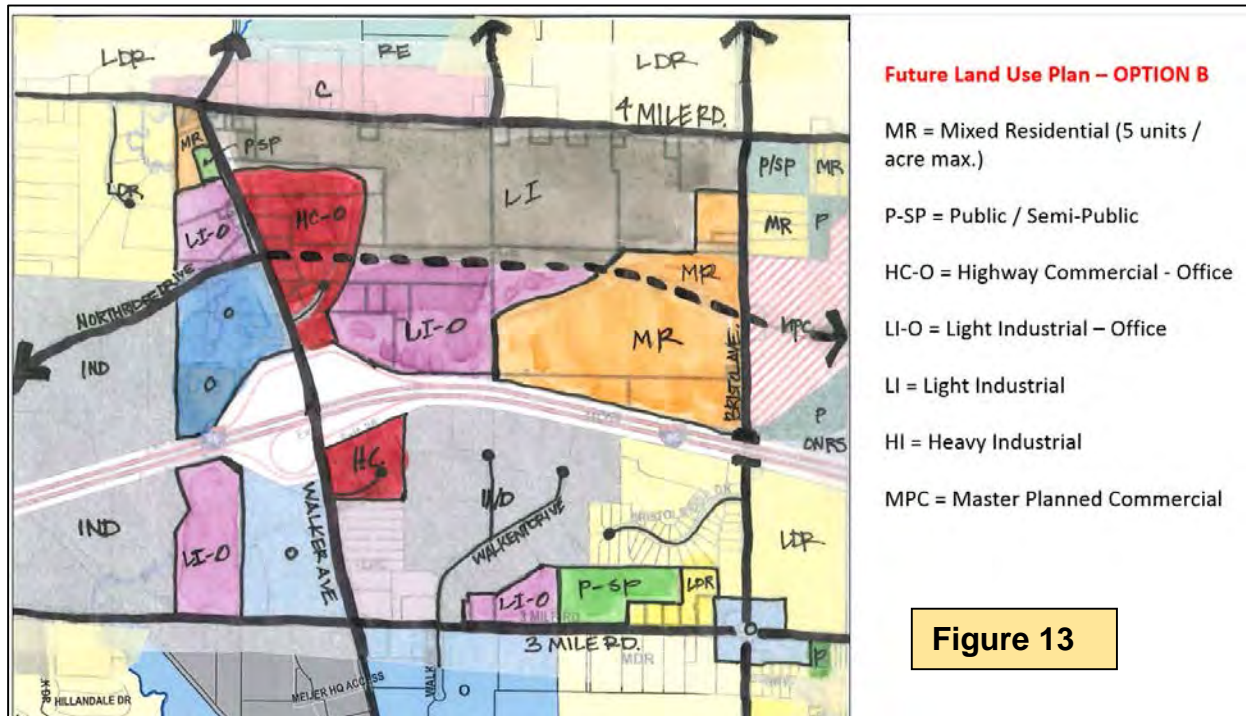 LDR
RE
LDR
C
4 MILE RD.
MR
P/SP
LDR
LI-O
HC-O
LI
P/SP
MR
MR
P
MR
NORTHRIDGE DRIVE
O
LI-O
MR
MPC
BRISTOL AVE.
IND
O
P
HC
IND
WALKER AVE
IND
LI-O
O
WALKENT DRIVE
LDR
LI-O
P-SP
LDR
O
3 MILE RD.
P
MDR
MEIJER HQ ACCESS
HILLANDALE DR
WALK
O
Future Land Use Plan – OPTION B
MR = Mixed Residential (5 units /
acre max.)
P-SP = Public / Semi-Public
HC-O = Highway Commercial - Office
LI-O = Light Industrial – Office
LI = Light Industrial
HI = Heavy Industrial
MPC = Master Planned Commercial
Figure 13